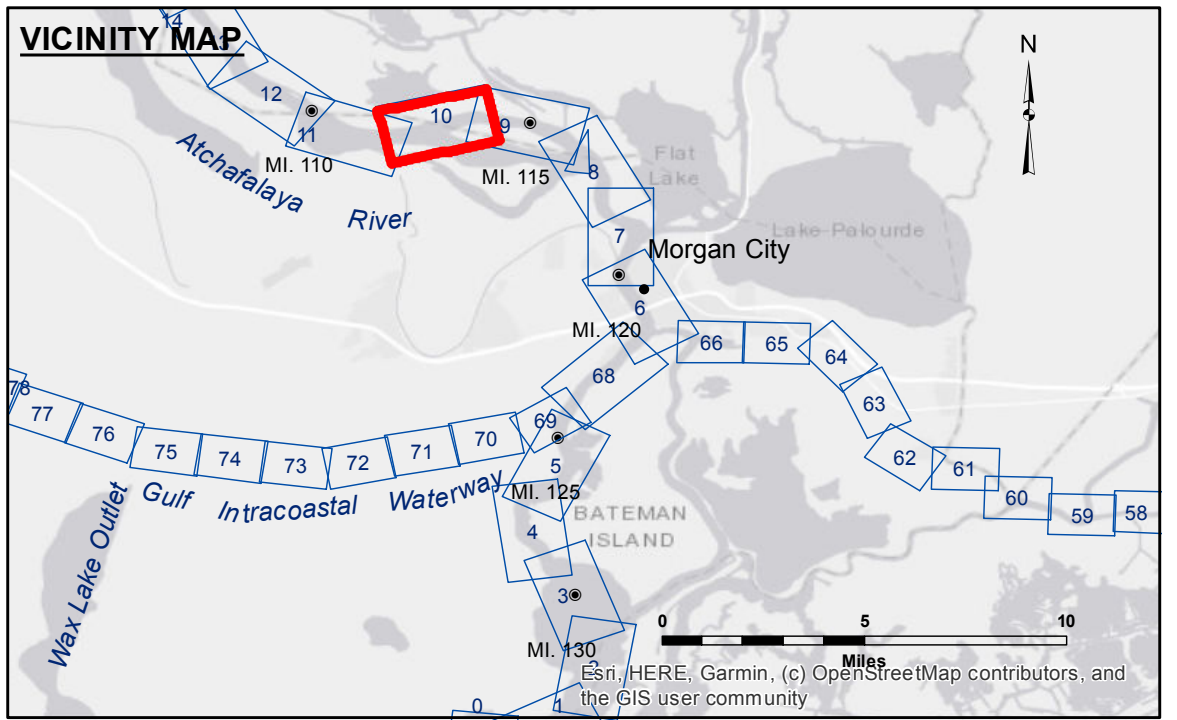 VICINITY MAP
N
14
12
11
10
9
8
7
6
MI. 110
MI. 115
Atchafalaya
River
Flat
Lake
Lake Palourde
Morgan City
MI. 120
66
65
64
63
62
61
60
59
58
68
69
70
71
72
73
74
75
76
77
78
5
MI. 125
4
3
MI. 130
2
1
0
Gulf Intracoastal Waterway
Wax Lake Outlet
BATEMAN
ISLAND
0 5 10
Miles
Esri, HERE, Garmin, (c) OpenStreetMap contributors, and
the GIS user community